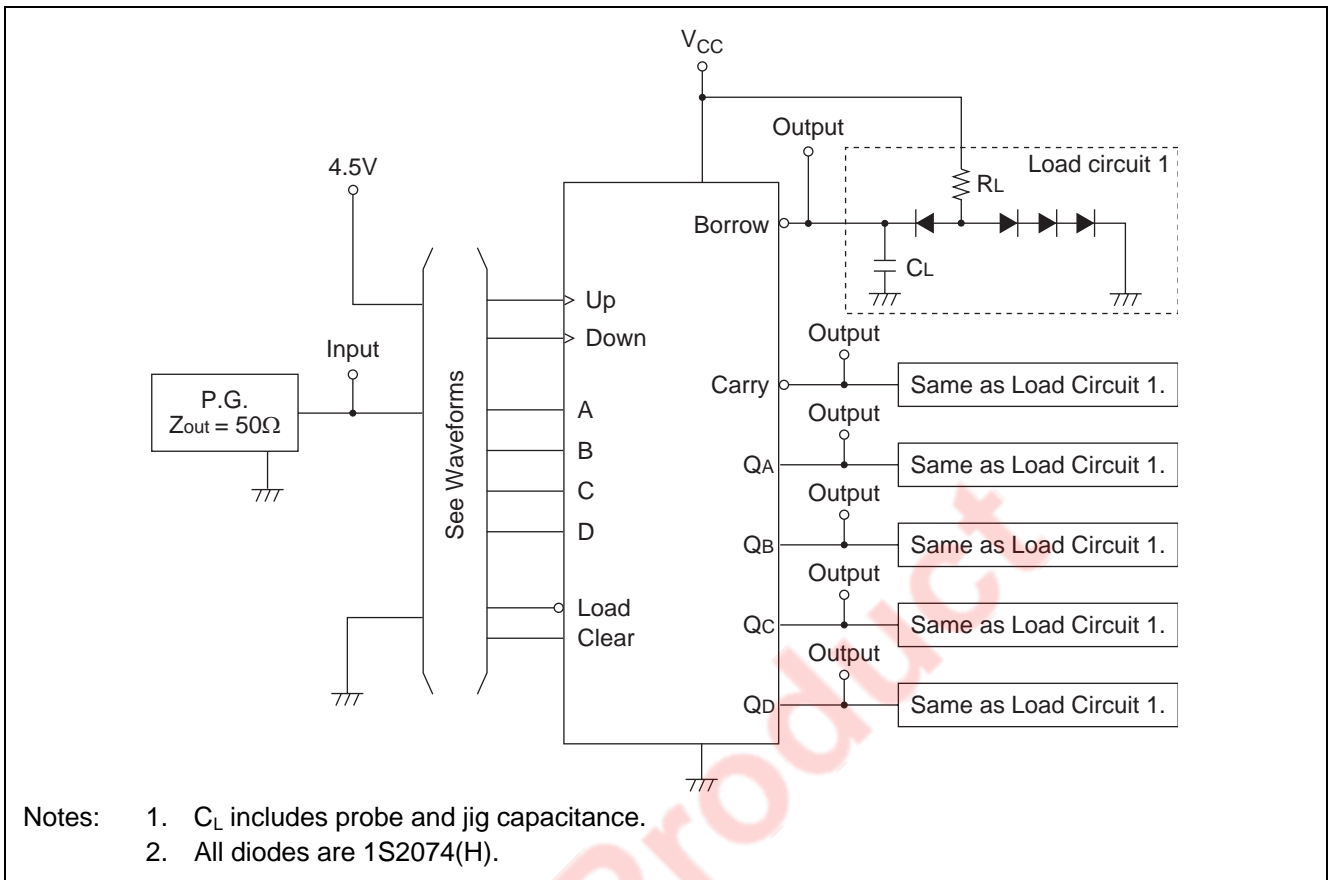 VCC
Output
4.5V
Load circuit 1
RL
Borrow
CL
Up
Down
Input
Output
P.G.
Zout = 50Ω
See Waveforms
Carry
Same as Load Circuit 1.
A
Output
B
QA
Same as Load Circuit 1.
C
Output
D
QB
Same as Load Circuit 1.
Output
Load
Clear
QC
Same as Load Circuit 1.
Output
QD
Same as Load Circuit 1.
Notes: 1. CL includes probe and jig capacitance.
2. All diodes are 1S2074(H).
Product